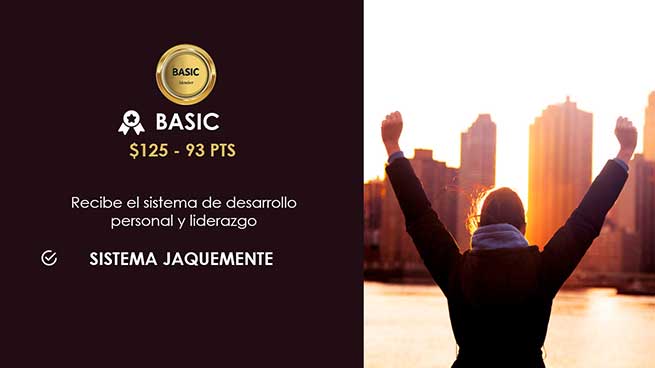 BASIC
BASIC
$125 - 93 PTS
Recibe el sistema de desarrollo
personal y liderazgo
SISTEMA JAQUEMENTE